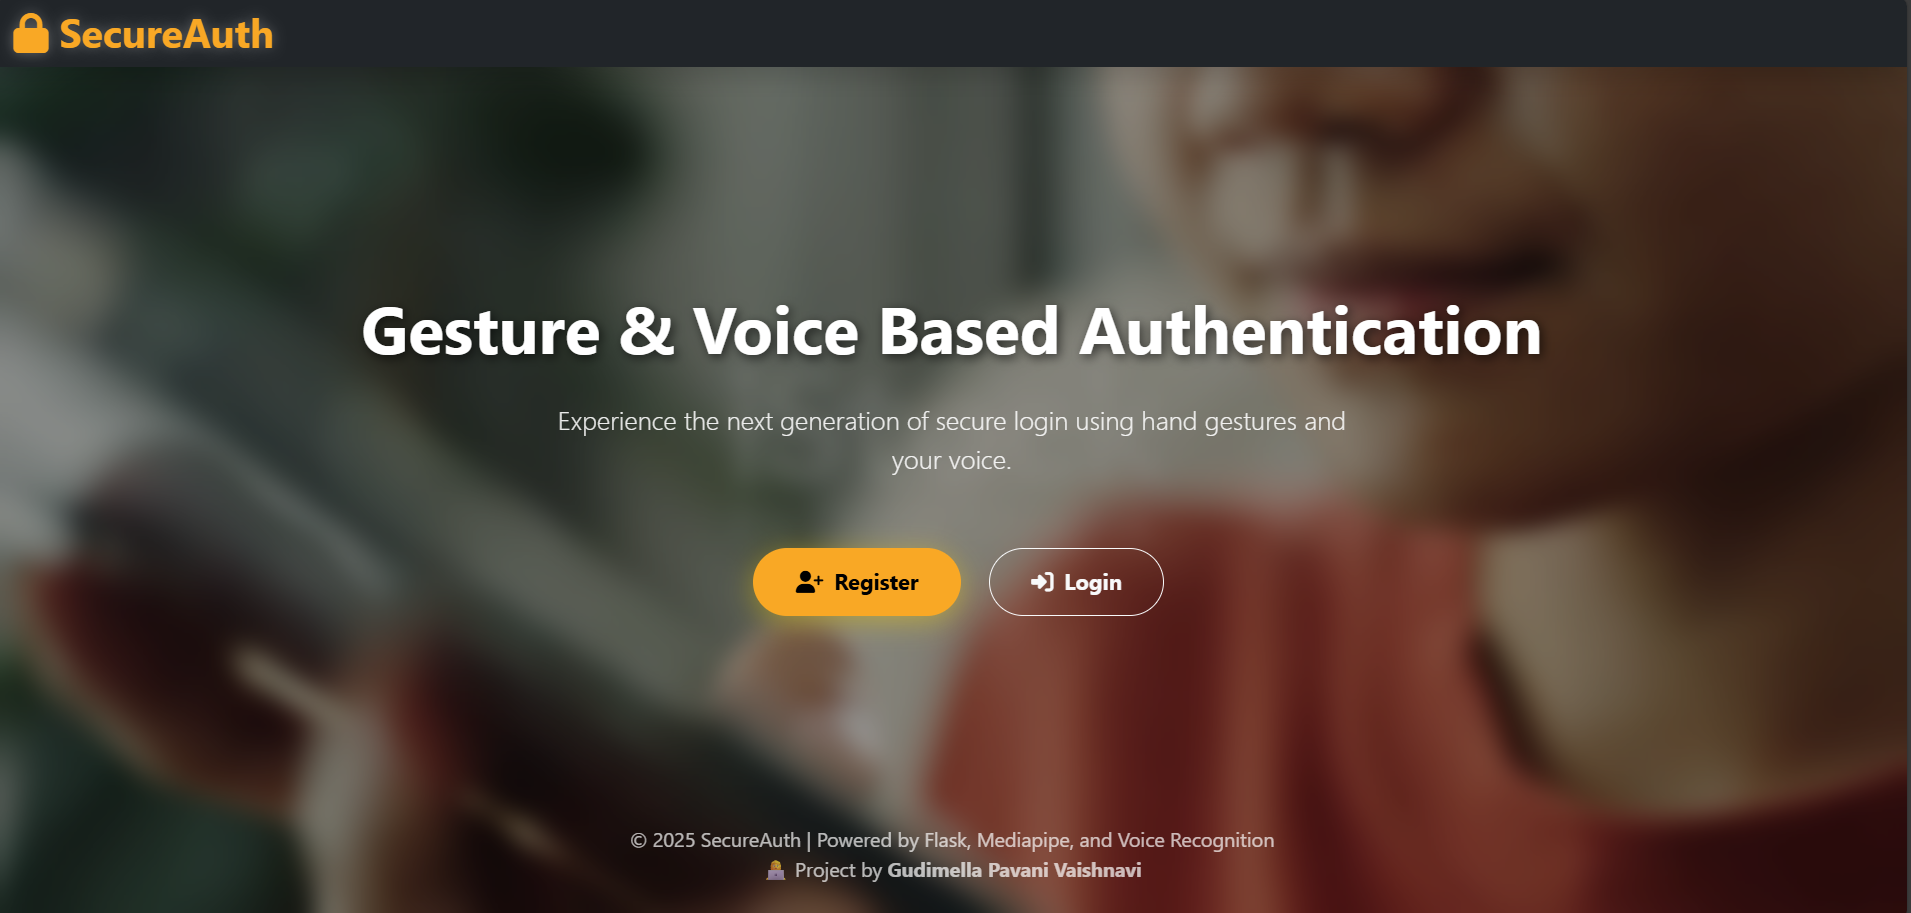 SecureAuth
Gesture & Voice Based Authentication
Experience the next generation of secure login using hand gestures and
your voice.
Register
Login
© 2025 SecureAuth | Powered by Flask, Mediapipe, and Voice Recognition
Project by Gudimella Pavani Vaishnavi